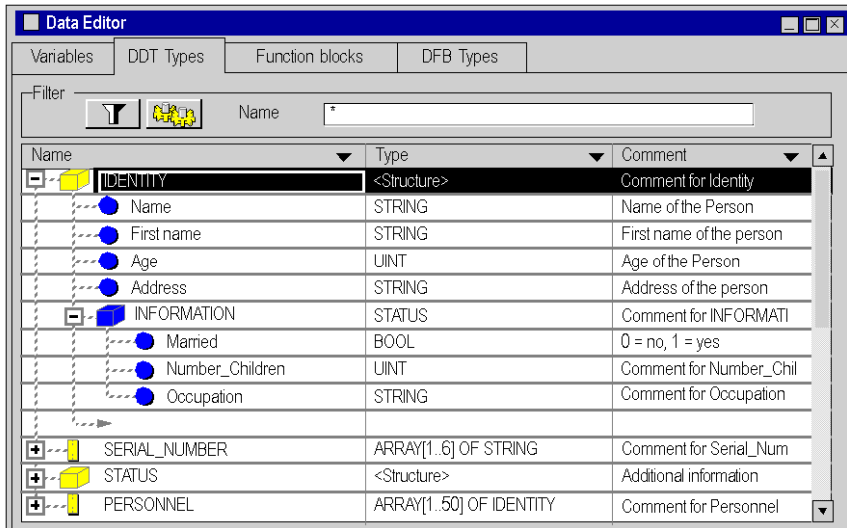 Data Editor
Variables DDT Types Function blocks DFB Types
Filter
Name *
Name Type Comment
IDENTITY <Structure> Comment for Identity
Name STRING Name of the Person
First name STRING First name of the person
Age UINT Age of the Person
Address STRING Address of the person
INFORMATION STATUS Comment for INFORMATI
Married BOOL 0 = no, 1 = yes
Number_Children UINT Comment for Number_Chil
Occupation STRING Comment for Occupation
SERIAL_NUMBER ARRAY[1..6] OF STRING Comment for Serial_Num
STATUS <Structure> Additional information
PERSONNEL ARRAY[1..50] OF IDENTITY Comment for Personnel